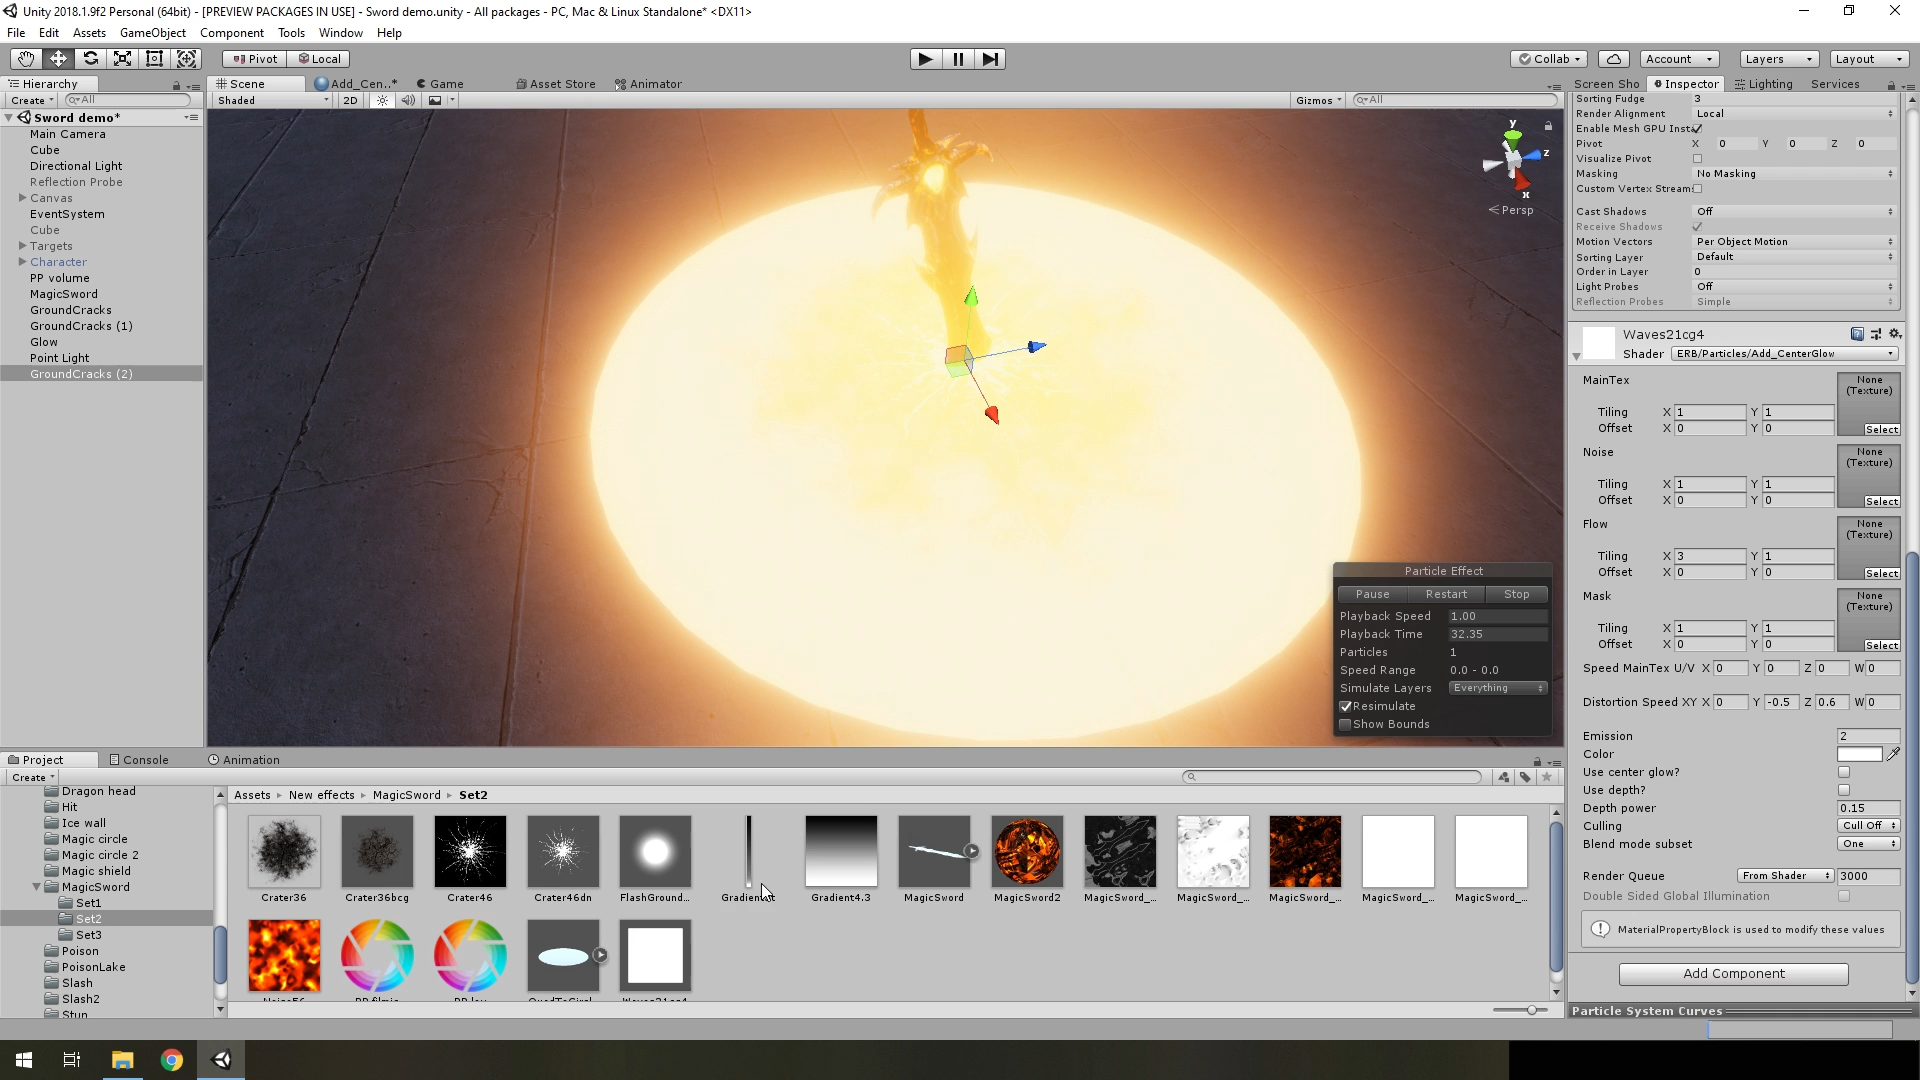 Unity 2018.1.9f2 Personal (64bit) - [PREVIEW PACKAGES IN USE] - Sword demo.unity - All packages - PC, Mac & Linux Standalone* <DX11>
File Edit Assets GameObject Component Tools Window Help
Pivot Local Collab Account Layers Layout
Hierarchy
Create All
Sword demo*
Main Camera
Cube
Directional Light
Reflection Probe
Canvas
EventSystem
Cube
Targets
Character
PP volume
MagicSword
GroundCracks
GroundCracks (1)
Glow
Point Light
GroundCracks (2)
Scene Add_Cen..* Game Asset Store Animator
Shaded 2D Gizmos All
y
z
x
Persp
Particle Effect
Pause Restart Stop
Playback Speed 1.00
Playback Time 32.35
Particles 1
Speed Range 0.0 - 0.0
Simulate Layers Everything
Resimulate
Show Bounds
Screen Sho Inspector Lighting Services
Sorting Fudge 3
Render Alignment Local
Enable Mesh GPU Insta
Pivot X 0 Y 0 Z 0
Visualize Pivot
Masking No Masking
Custom Vertex Streams
Cast Shadows Off
Receive Shadows
Motion Vectors Per Object Motion
Sorting Layer Default
Order in Layer 0
Light Probes Off
Reflection Probes Simple
Waves21cg4
Shader ERB/Particles/Add_CenterGlow
MainTex None (Texture)
Tiling X 1 Y 1
Offset X 0 Y 0 Select
Noise None (Texture)
Tiling X 1 Y 1
Offset X 0 Y 0 Select
Flow None (Texture)
Tiling X 3 Y 1
Offset X 0 Y 0 Select
Mask None (Texture)
Tiling X 1 Y 1
Offset X 0 Y 0 Select
Speed MainTex U/V X 0 Y 0 Z 0 W 0
Distortion Speed XY X 0 Y -0.5 Z 0.6 W 0
Emission 2
Color
Use center glow?
Use depth?
Depth power 0.15
Culling Cull Off
Blend mode subset One
Render Queue From Shader 3000
Double Sided Global Illumination
MaterialPropertyBlock is used to modify these values
Add Component
Particle System Curves
Project Console Animation
Create
Dragon head
Hit
Ice wall
Magic circle
Magic circle 2
Magic shield
MagicSword
Set1
Set2
Set3
Poison
PoisonLake
Slash
Slash2
Stun
Assets New effects MagicSword Set2
Crater36 Crater36bcg Crater46 Crater46dn FlashGround... Gradient4.3 MagicSword MagicSword2 MagicSword_... MagicSword_... MagicSword_... MagicSword_... MagicSword_...